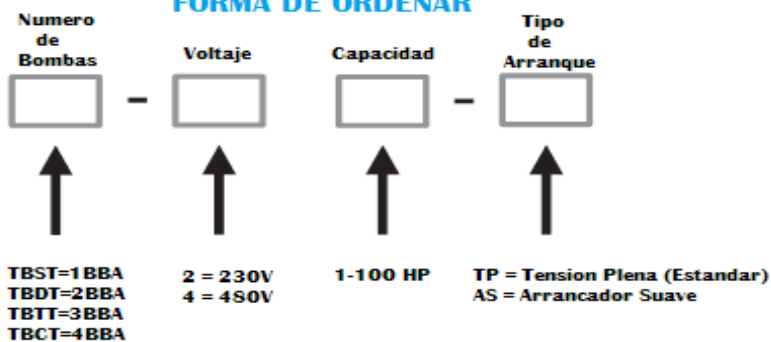 FORMA DE ORDENAR
Numero
de
Bombas
Voltaje
Capacidad
Tipo
de
Arranque
-
-
TBST=1BBA
TBDT=2BBA
TBTT=3BBA
TBCT=4BBA
2 = 230V
4 = 480V
1-100 HP
TP = Tension Plena (Estandar)
AS = Arrancador Suave